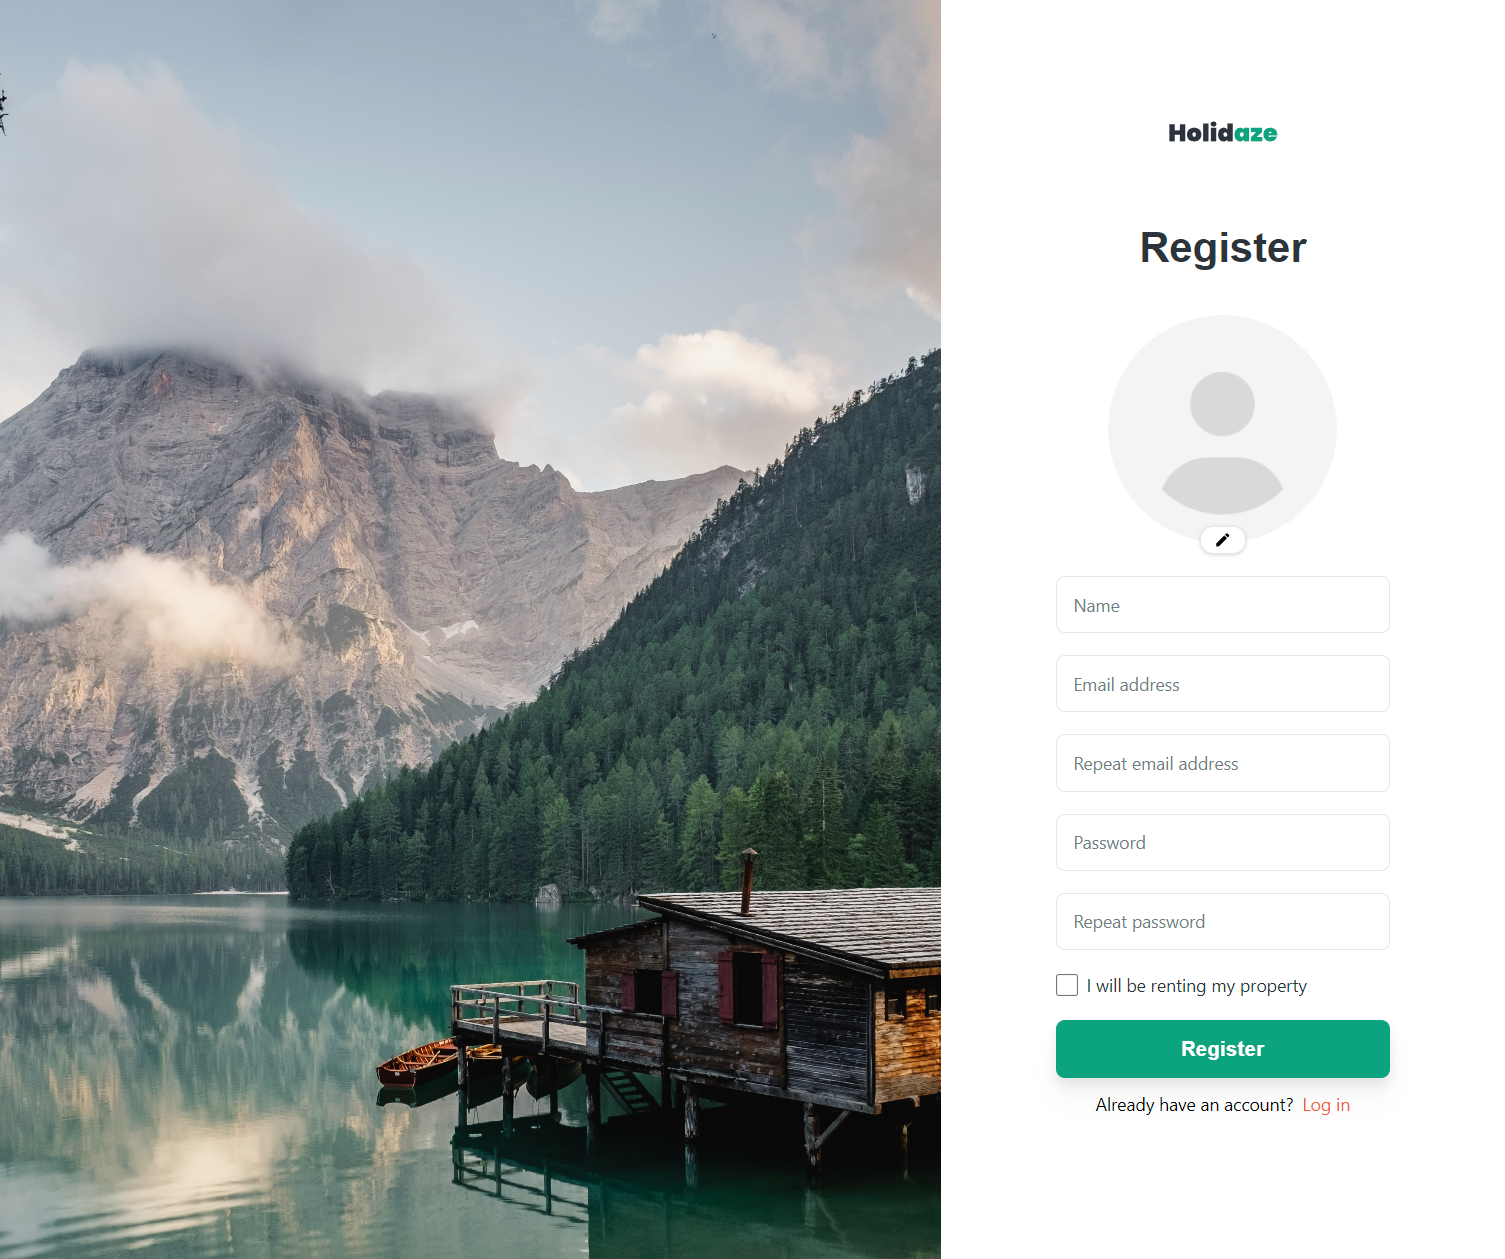 Holidaze
Register
Name
Email address
Repeat email address
Password
Repeat password
I will be renting my property
Register
Already have an account? Log in